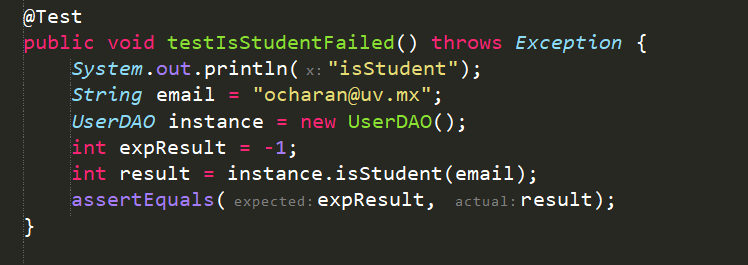 @Test
public void testIsStudentFailed() throws Exception {
System.out.println( x: "isStudent");
String email = "ocharan@uv.mx";
UserDAO instance = new UserDAO();
int expResult = -1;
int result = instance.isStudent(email);
assertEquals( expected: expResult, actual: result);
}